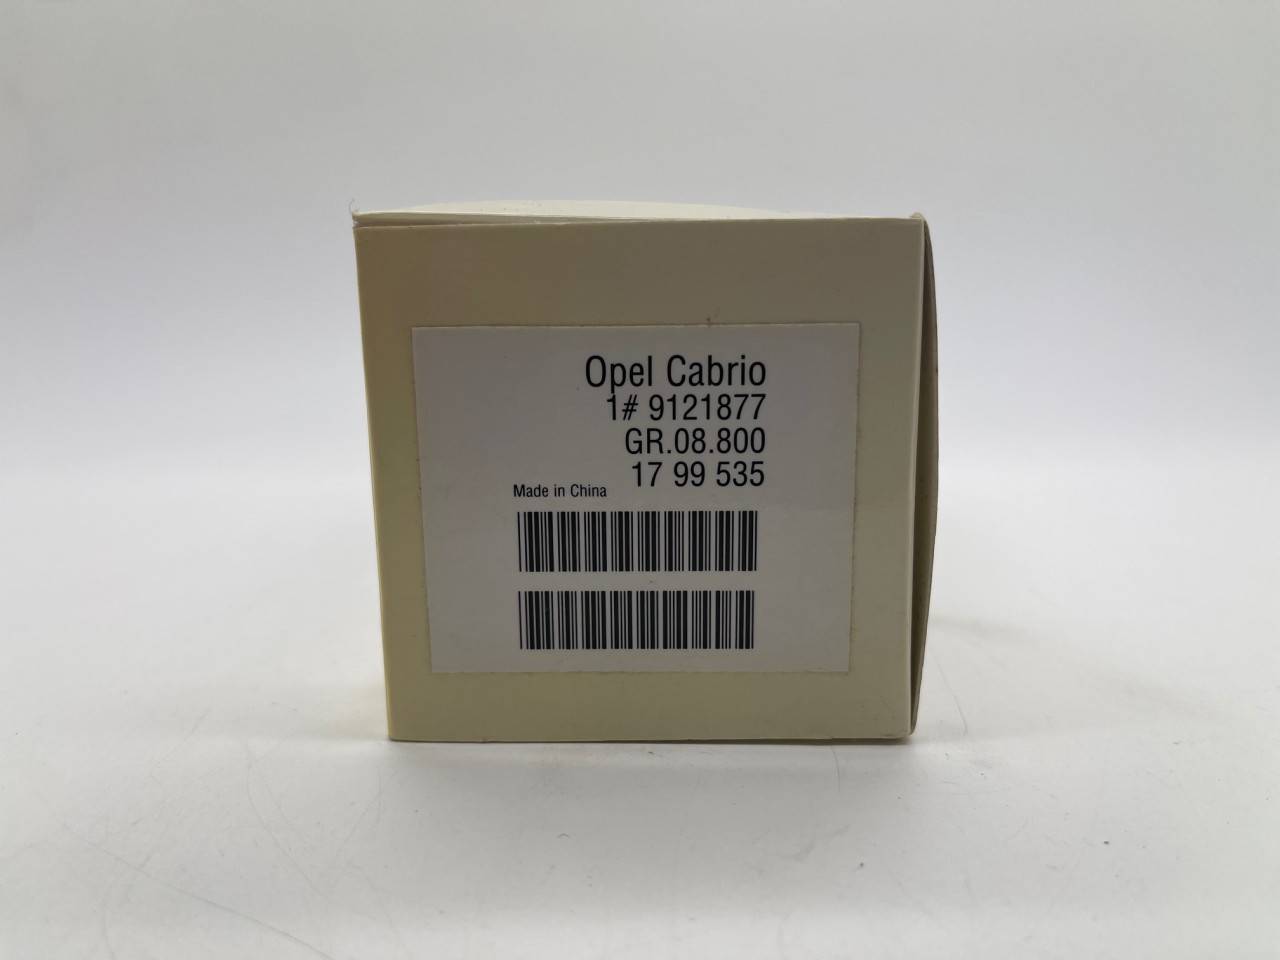 Opel Cabrio
1# 9121877
GR.08.800
17 99 535
Made in China